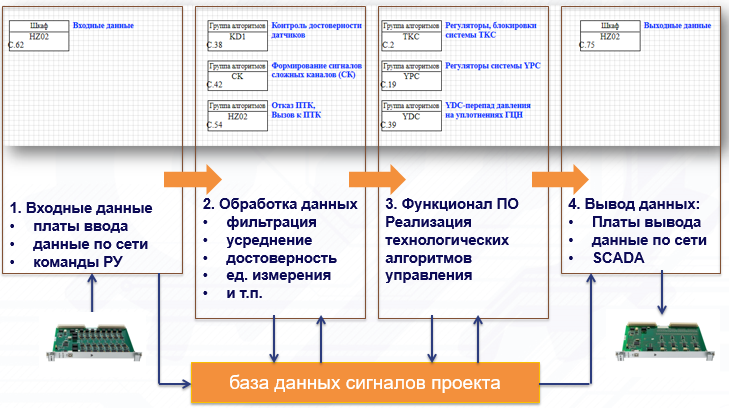 Шкаф
HZ02
С.62
Входные данные
Группа алгоритмов
KD1
С.38
Контроль достоверности
датчиков
Группа алгоритмов
СК
С.42
Формирование сигналов
сложных каналов (СК)
Группа алгоритмов
HZ02
С.54
Отказ ПТК,
Вызов к ПТК
Группа алгоритмов
TKC
С.2
Регуляторы, блокировки
системы ТКС
Группа алгоритмов
YPC
С.19
Регуляторы системы YPC
Группа алгоритмов
YDC
С.39
YDC-перепад давления
на уплотнениях ГЦН
Шкаф
HZ02
С.75
Выходные данные
1. Входные данные
• платы ввода
• данные по сети
• команды РУ
2. Обработка данных
• фильтрация
• усреднение
• достоверность
• ед. измерения
• и т.п.
3. Функционал ПО
Реализация
технологических
алгоритмов
управления
4. Вывод данных:
• Платы вывода
• данные по сети
• SCADA
база данных сигналов проекта